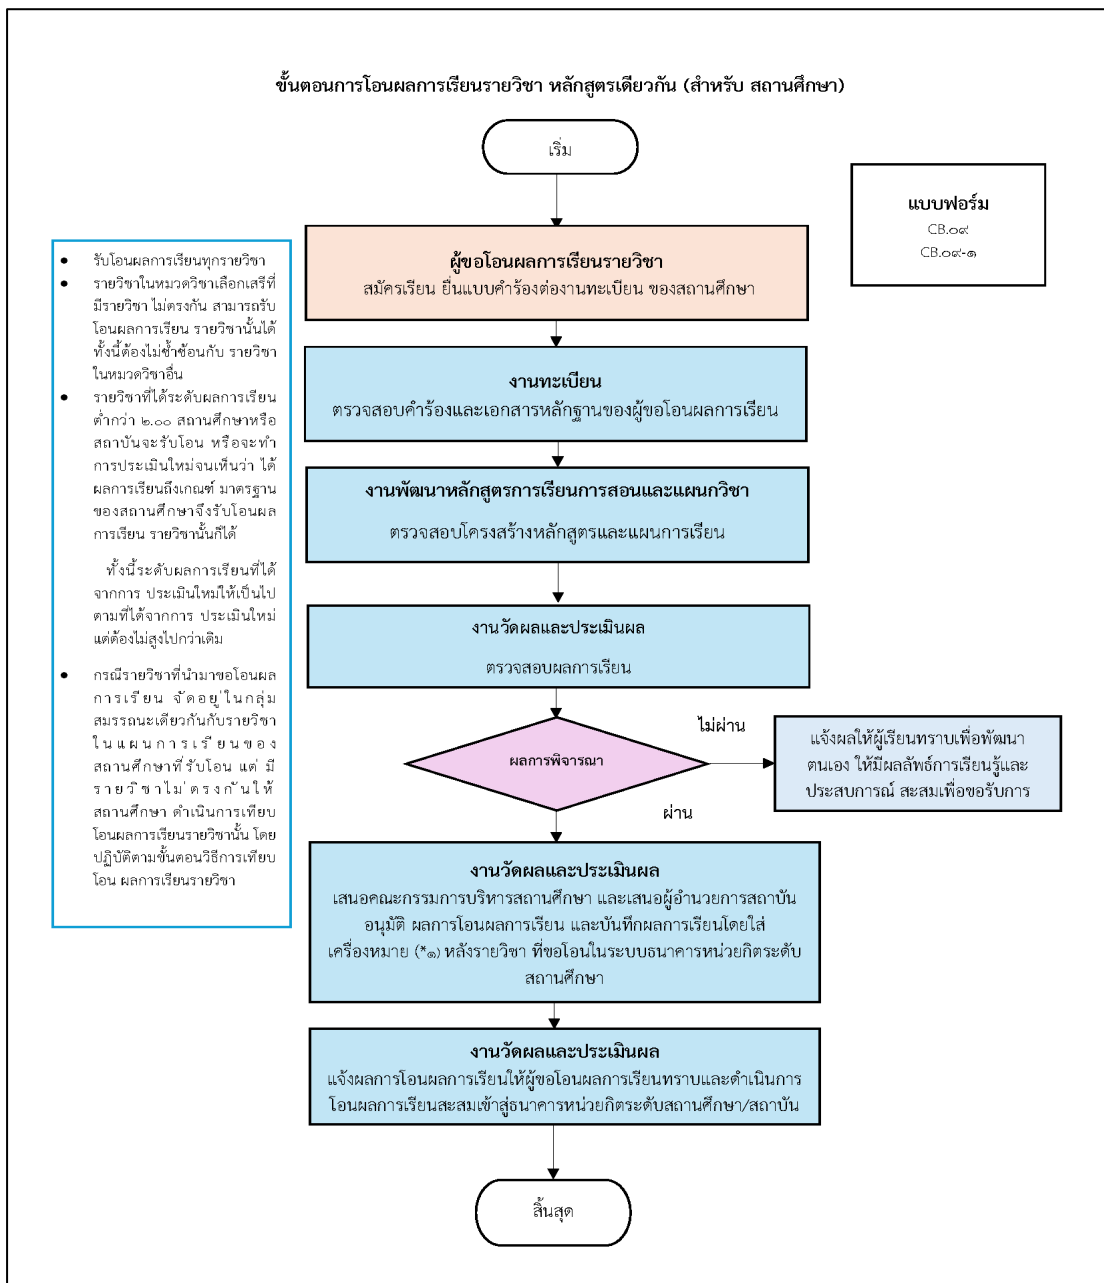 ขั้นตอนการโอนผลการเรียนรายวิชา หลักสูตรเดียวกัน (สำหรับ สถานศึกษา)
เริ่ม
แบบฟอร์ม
CB.๐๙
CB.๐๙-๑
ผู้ขอโอนผลการเรียนรายวิชา
สมัครเรียน ยื่นแบบคำร้องต่องานทะเบียน ของสถานศึกษา
งานทะเบียน
ตรวจสอบคำร้องและเอกสารหลักฐานของผู้ขอโอนผลการเรียน
งานพัฒนาหลักสูตรการเรียนการสอนและแผนกวิชา
ตรวจสอบโครงสร้างหลักสูตรและแผนการเรียน
งานวัดผลและประเมินผล
ตรวจสอบผลการเรียน
ผลการพิจารณา
ไม่ผ่าน
แจ้งผลให้ผู้เรียนทราบเพื่อพัฒนา
ตนเอง ให้มีผลลัพธ์การเรียนรู้และ
ประสบการณ์ สะสมเพื่อขอรับการ
ผ่าน
งานวัดผลและประเมินผล
เสนอคณะกรรมการบริหารสถานศึกษา และเสนอผู้อำนวยการสถาบัน
อนุมัติ ผลการโอนผลการเรียน และบันทึกผลการเรียนโดยใส่
เครื่องหมาย (*๑) หลังรายวิชา ที่ขอโอนในระบบธนาคารหน่วยกิตระดับ
สถานศึกษา
งานวัดผลและประเมินผล
แจ้งผลการโอนผลการเรียนให้ผู้ขอโอนผลการเรียนทราบและดำเนินการ
โอนผลการเรียนสะสมเข้าสู่ธนาคารหน่วยกิตระดับสถานศึกษา/สถาบัน
สิ้นสุด
● รับโอนผลการเรียนทุกรายวิชา
● รายวิชาในหมวดวิชาเลือกเสรีที่
มีรายวิชา ไม่ตรงกัน สามารถรับ
โอนผลการเรียน รายวิชานั้นได้
ทั้งนี้ต้องไม่ซ้ำซ้อนกับ รายวิชา
ในหมวดวิชาอื่น
● รายวิชาที่ได้ระดับผลการเรียน
ต่ำกว่า ๒.๐๐ สถานศึกษาหรือ
สถาบันจะรับโอน หรือจะทำ
การประเมินใหม่จนเห็นว่า ได้
ผลการเรียนถึงเกณฑ์ มาตรฐาน
ของสถานศึกษาจึงรับโอนผล
การเรียน รายวิชานั้นก็ได้
ทั้งนี้ระดับผลการเรียนที่ได้
จากการ ประเมินใหม่ให้เป็นไป
ตามที่ได้จากการ ประเมินใหม่
แต่ต้องไม่สูงไปกว่าเดิม
● กรณีรายวิชาที่นำมาขอโอนผล
การเรียน จัดอยู่ในกลุ่ม
สมรรถนะเดียวกันกับรายวิชา
ในแผนการเรียนของ
สถานศึกษาที่รับโอน แต่ มี
รายวิชาไม่ตรงกันให้
สถานศึกษา ดำเนินการเทียบ
โอนผลการเรียนรายวิชานั้น โดย
ปฏิบัติตามขั้นตอนวิธีการเทียบ
โอน ผลการเรียนรายวิชา